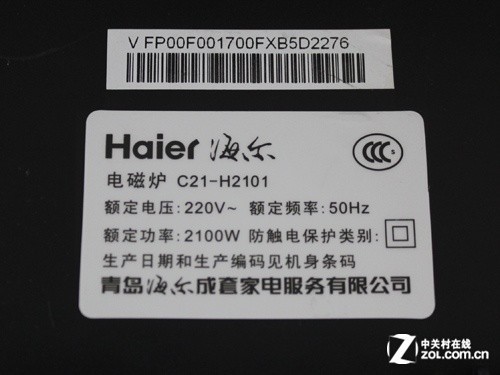 V FP00F001700FXB5D2276
Haier 海尔
CCC
电磁炉 C21-H2101
额定电压:220V~ 额定频率:50Hz
额定功率:2100W 防触电保护类别:
生产日期和生产编码见机身条码
青岛海尔成套家电服务有限公司
Z 中关村在线
zol.com.cn